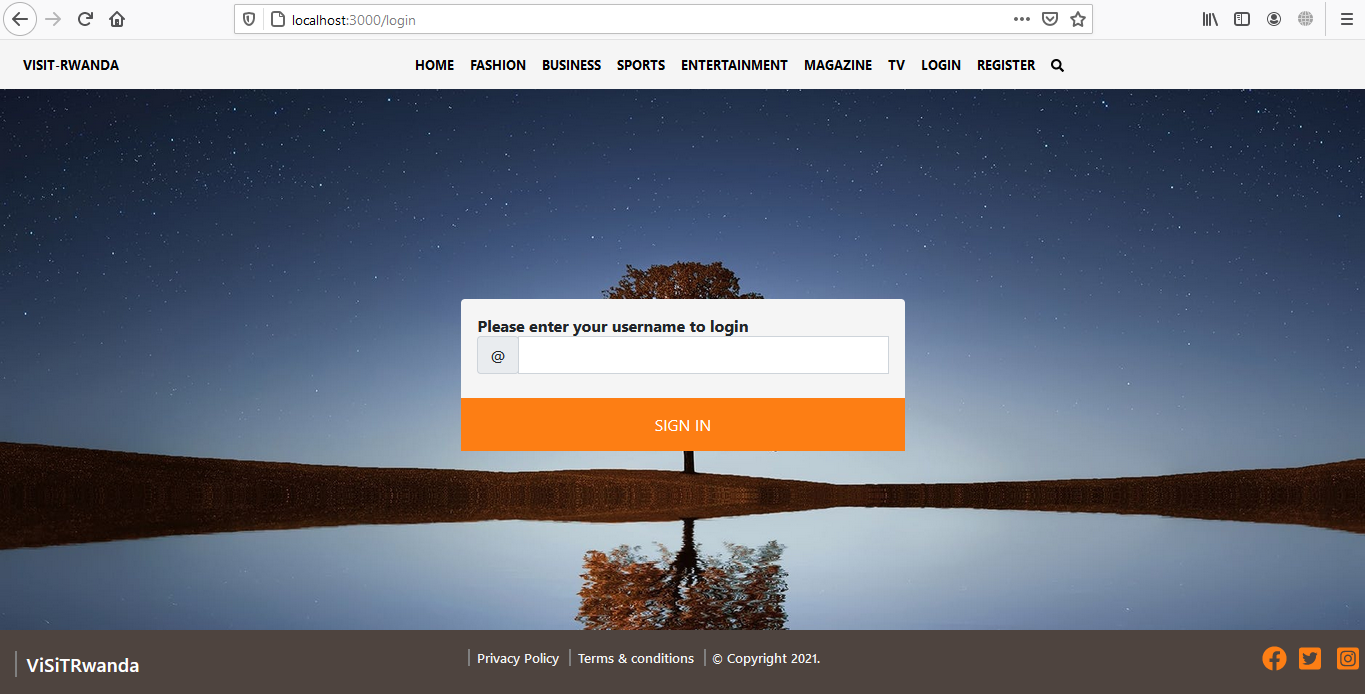 localhost:3000/login
VISIT-RWANDA HOME FASHION BUSINESS SPORTS ENTERTAINMENT MAGAZINE TV LOGIN REGISTER
Please enter your username to login
@
SIGN IN
ViSiTRwanda Privacy Policy Terms & conditions © Copyright 2021.